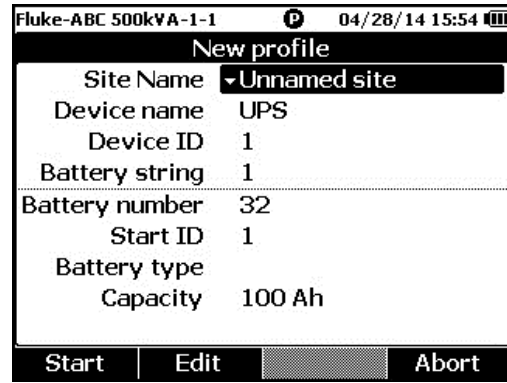 Fluke-ABC 500kVA-1-1 P 04/28/14 15:54
New profile
Site Name Unnamed site
Device name UPS
Device ID 1
Battery string 1
Battery number 32
Start ID 1
Battery type
Capacity 100 Ah
Start Edit Abort